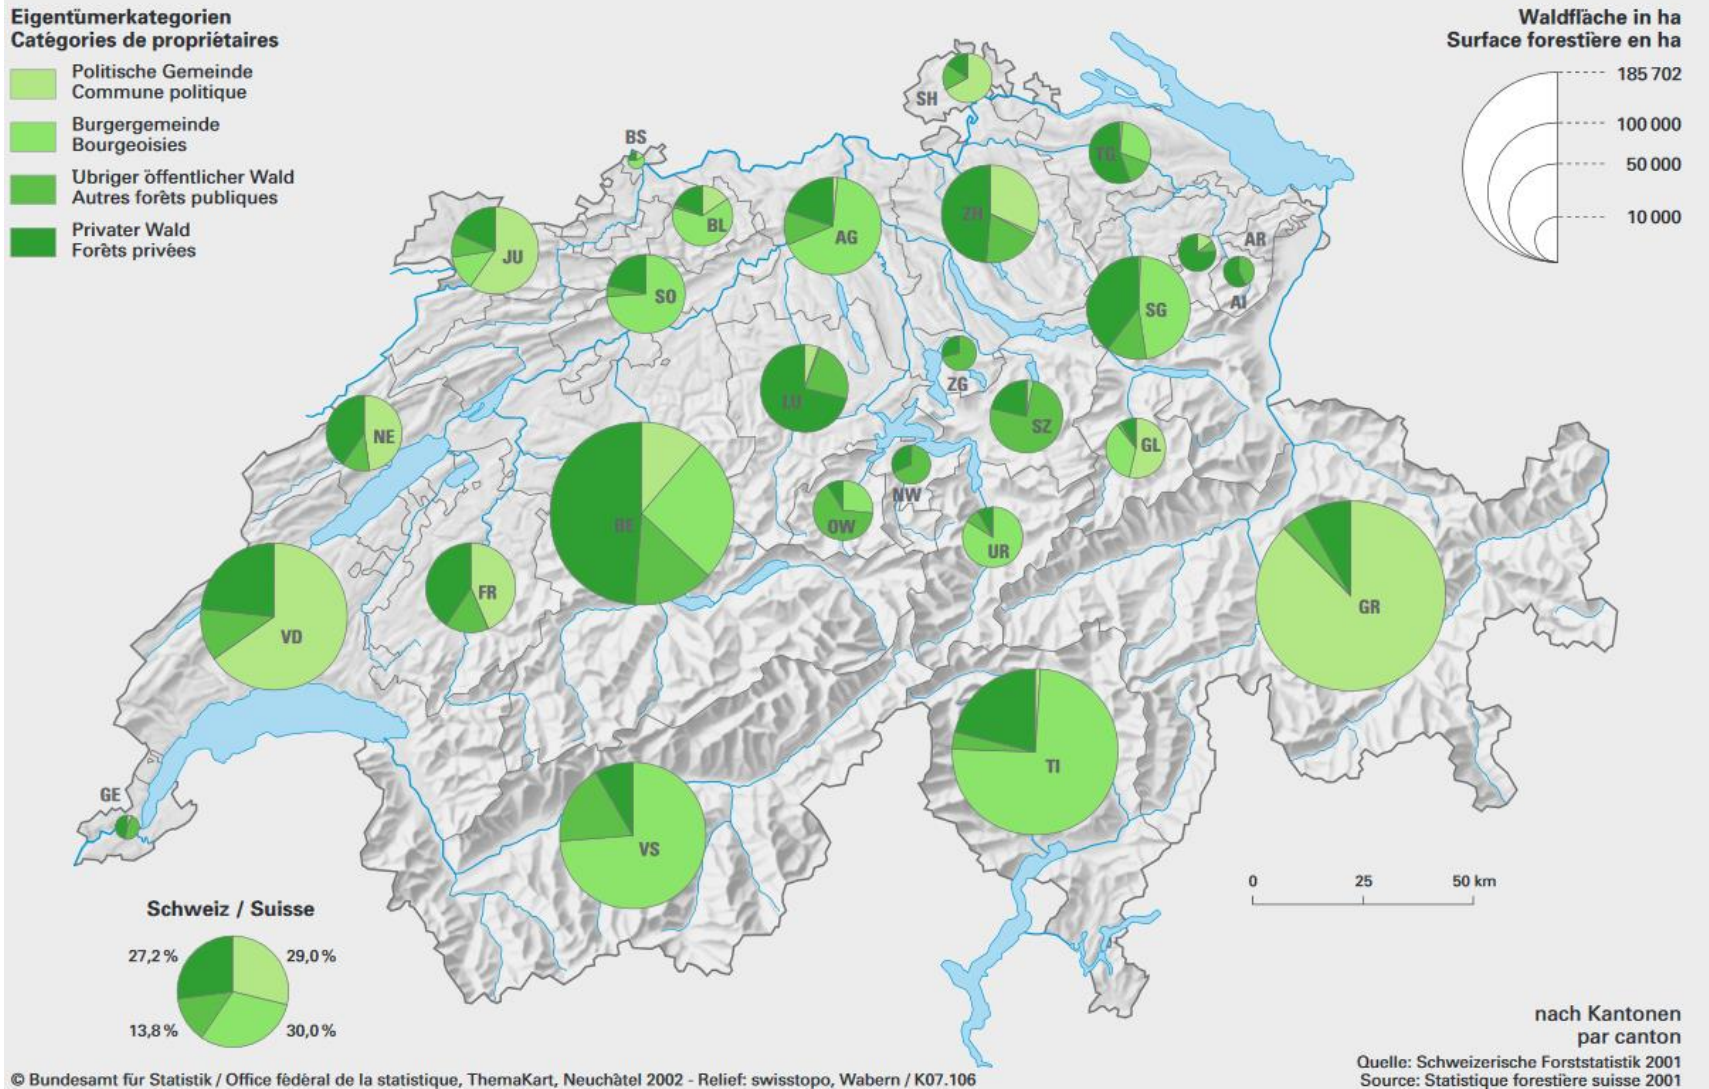 Eigentümerkategorien
Catégories de propriétaires
Politische Gemeinde
Commune politique
Burgergemeinde
Bourgeoisies
Übriger öffentlicher Wald
Autres forêts publiques
Privater Wald
Forêts privées
Waldfläche in ha
Surface forestière en ha
185 702
100 000
50 000
10 000
SH
BS
TG
BL
AG
ZH
JU
SO
AR
AI
SG
LU
ZG
SZ
NE
GL
NW
BE
OW
UR
FR
VD
GR
TI
GE
VS
0 25 50 km
Schweiz / Suisse
27,2 % 29,0 %
13,8 % 30,0 %
nach Kantonen
par canton
Quelle: Schweizerische Forststatistik 2001
Source: Statistique forestière suisse 2001
© Bundesamt für Statistik / Office fédéral de la statistique, ThemaKart, Neuchâtel 2002 - Relief: swisstopo, Wabern / K07.106